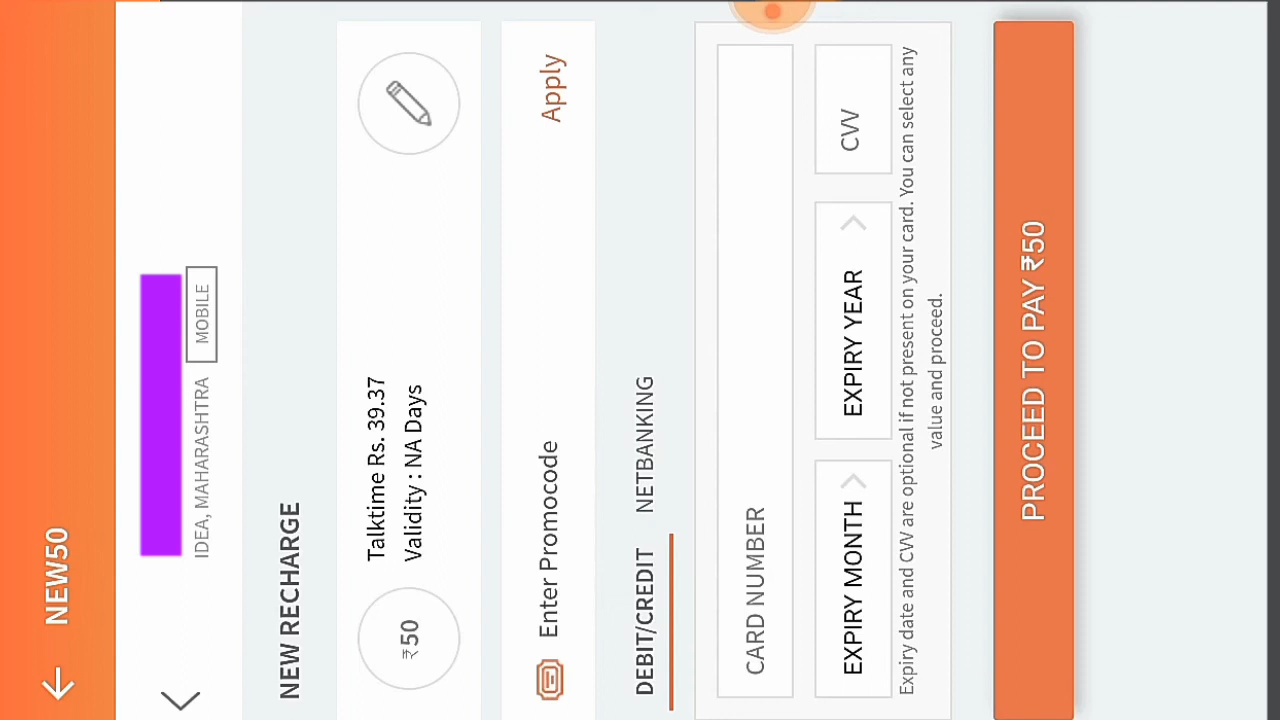 NEW50
IDEA, MAHARASHTRA MOBILE
NEW RECHARGE
₹50
Talktime Rs. 39.37
Validity : NA Days
Enter Promocode Apply
DEBIT/CREDIT NETBANKING
CARD NUMBER
EXPIRY MONTH EXPIRY YEAR CVV
Expiry date and CVV are optional if not present on your card. You can select any
value and proceed.
PROCEED TO PAY ₹50